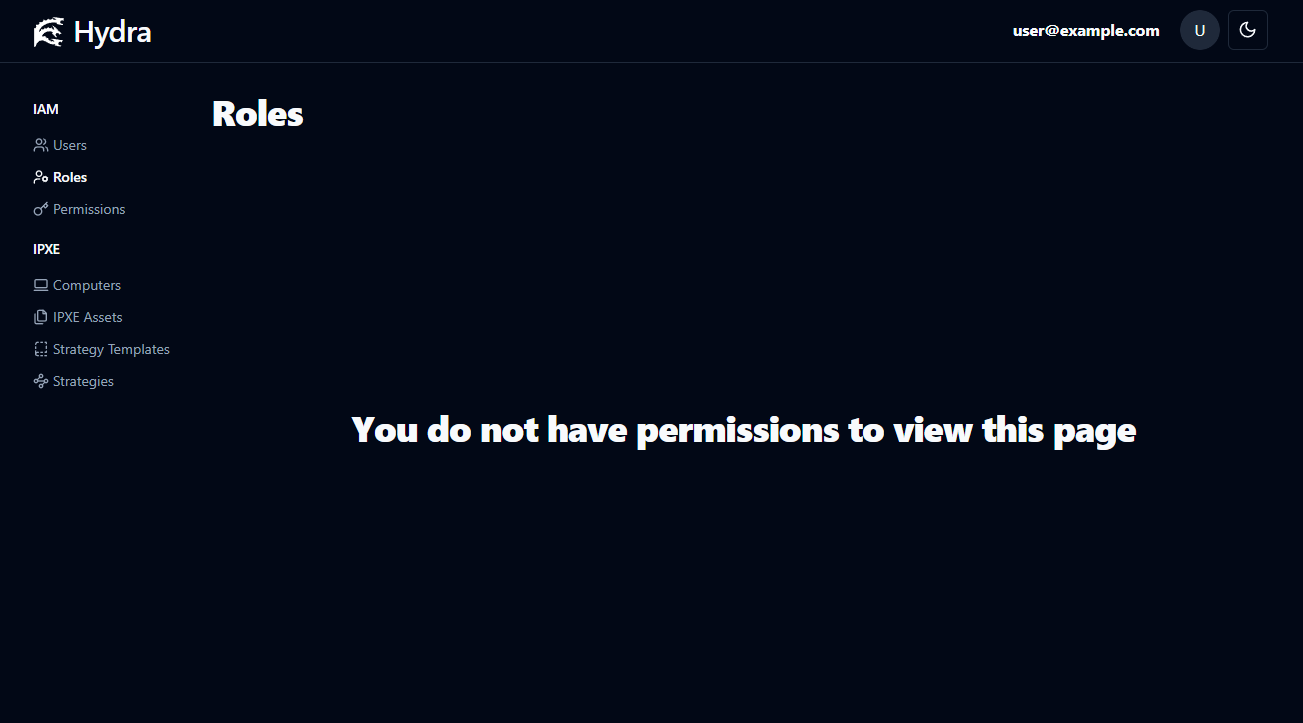 Hydra
user@example.com
U
IAM
Users
Roles
Permissions
IPXE
Computers
IPXE Assets
Strategy Templates
Strategies
Roles
You do not have permissions to view this page